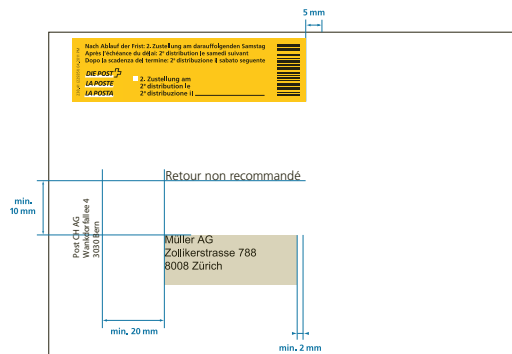 5 mm
Nach Ablauf der Frist: 2. Zustellung am darauffolgenden Samstag
Après l'échéance du délai: 2e distribution le samedi suivant
Dopo la scadenza del termine: 2a distribuzione il sabato seguente
DIE POST
LA POSTE
LA POSTA
2. Zustellung am
2e distribution le
2a distribuzione il
Retour non recommandé
min.
10 mm
Post CH AG
Wankdorfallee 4
3030 Bern
Müller AG
Zollikerstrasse 788
8008 Zürich
min. 20 mm
min. 2 mm